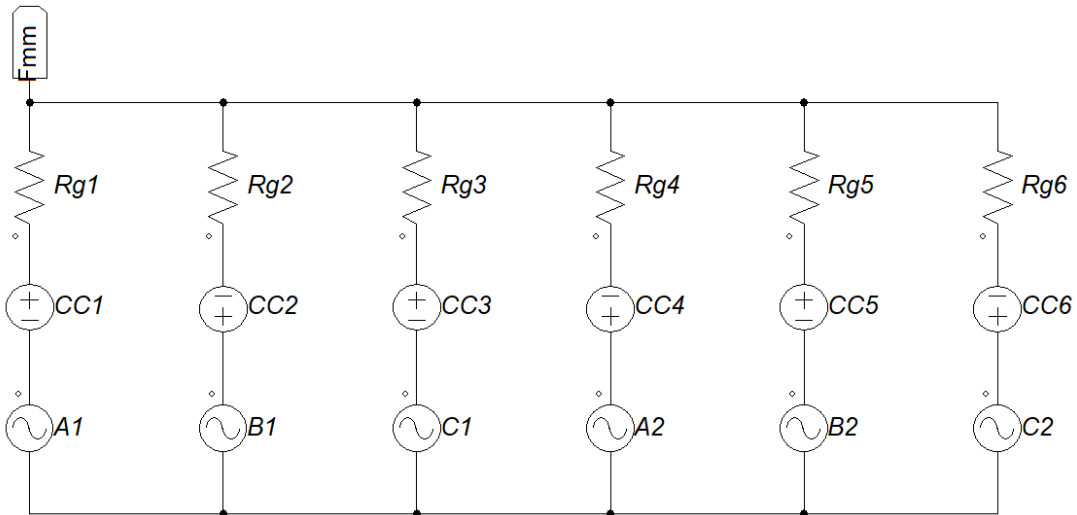 Fmm
Rg1 Rg2 Rg3 Rg4 Rg5 Rg6
+ − + − + −
CC1 CC2 CC3 CC4 CC5 CC6
− + − + − +
A1 B1 C1 A2 B2 C2